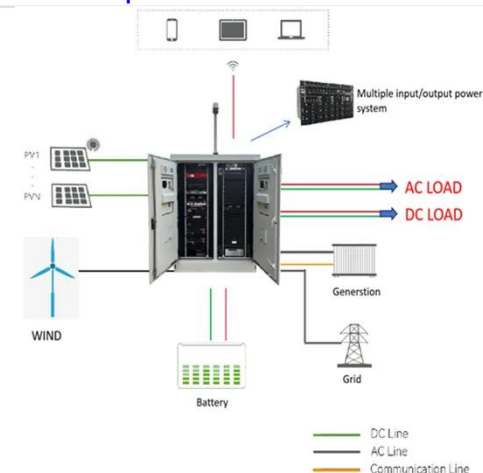 Multiple input/output power
system
PV1
PVV
AC LOAD
DC LOAD
WIND
Generstion
Grid
Battery
DC Line
AC Line
Communication Line